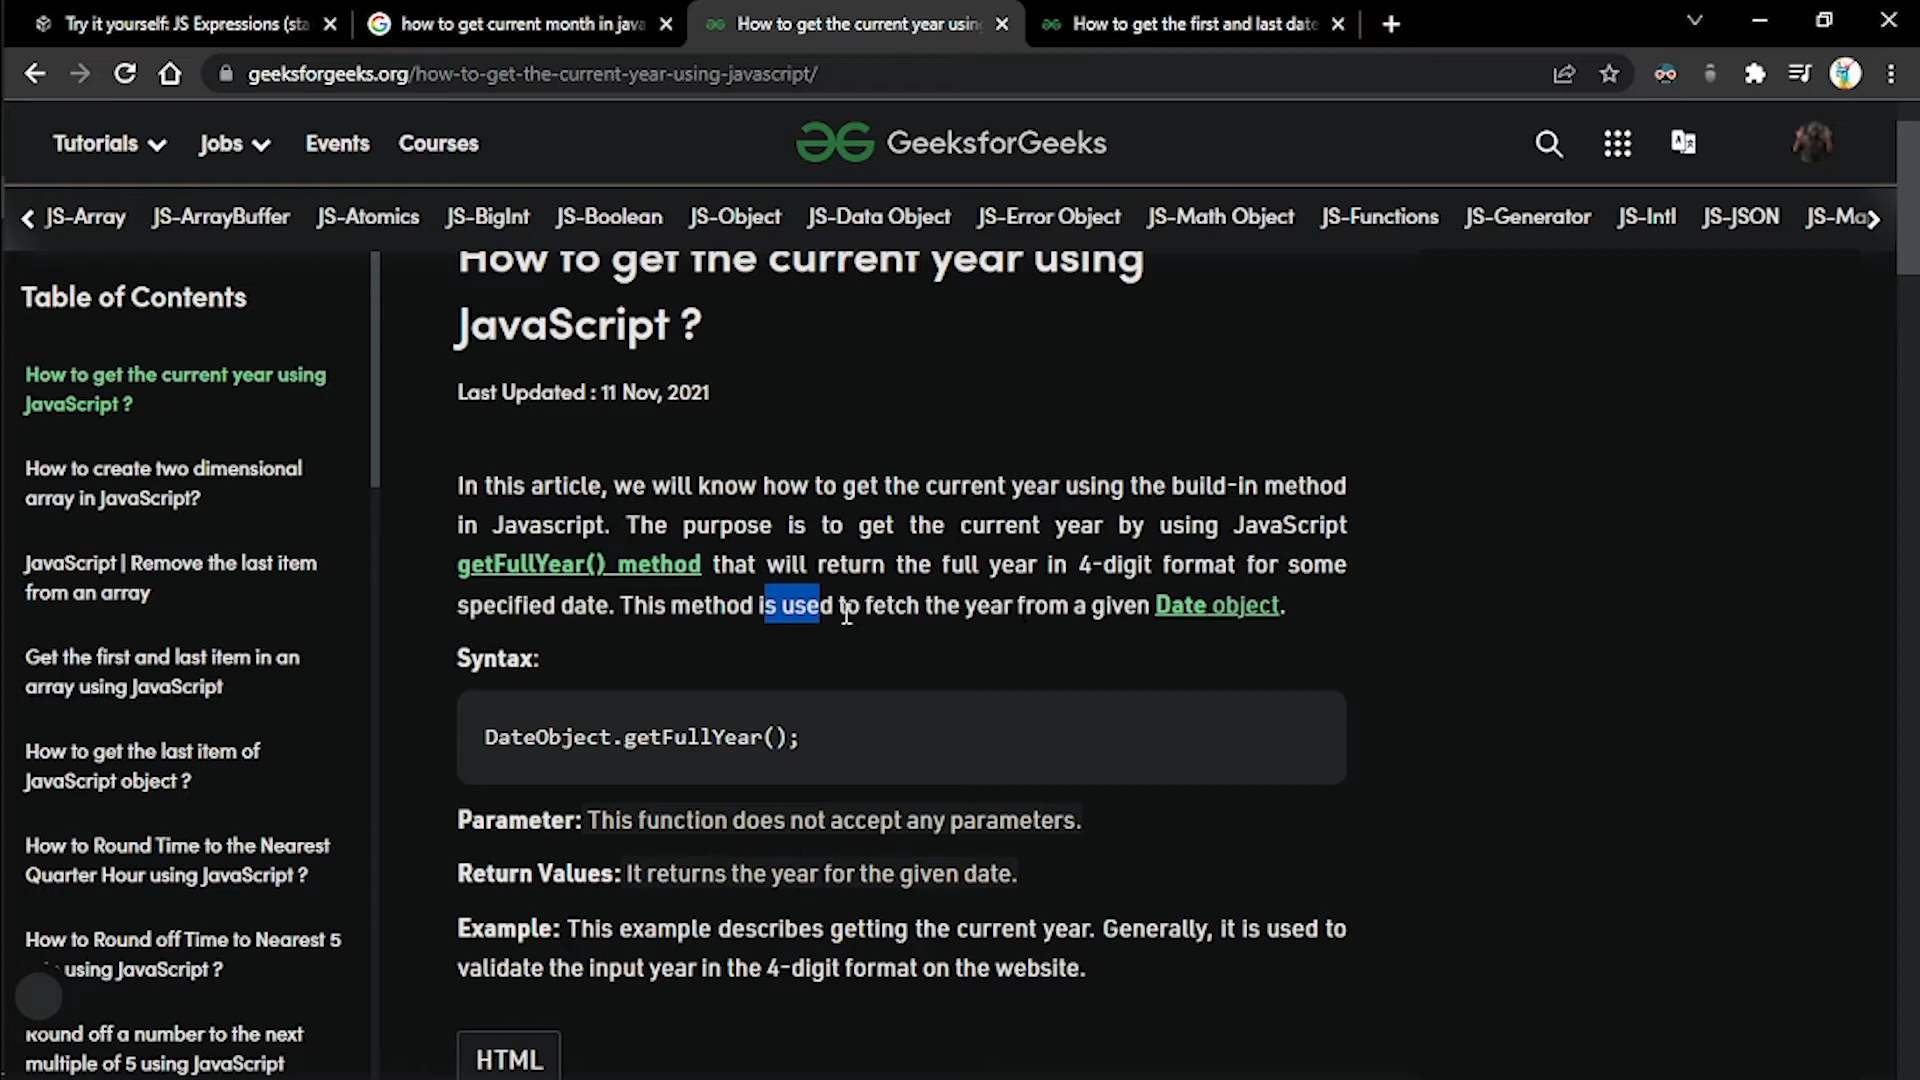 Try it yourself: JS Expressions (sta
how to get current month in java
How to get the current year usin
How to get the first and last date
geeksforgeeks.org/how-to-get-the-current-year-using-javascript/
Tutorials
Jobs
Events
Courses
GeeksforGeeks
JS-Array
JS-ArrayBuffer
JS-Atomics
JS-BigInt
JS-Boolean
JS-Object
JS-Data Object
JS-Error Object
JS-Math Object
JS-Functions
JS-Generator
JS-Intl
JS-JSON
JS-Ma
Table of Contents
How to get the current year using
JavaScript ?
How to create two dimensional
array in JavaScript?
JavaScript | Remove the last item
from an array
Get the first and last item in an
array using JavaScript
How to get the last item of
JavaScript object ?
How to Round Time to the Nearest
Quarter Hour using JavaScript ?
How to Round off Time to Nearest 5
using JavaScript ?
Round off a number to the next
multiple of 5 using JavaScript
How to get the current year using
JavaScript ?
Last Updated : 11 Nov, 2021
In this article, we will know how to get the current year using the build-in method
in Javascript. The purpose is to get the current year by using JavaScript
getFullYear() method that will return the full year in 4-digit format for some
specified date. This method is used to fetch the year from a given Date object.
Syntax:
DateObject.getFullYear();
Parameter: This function does not accept any parameters.
Return Values: It returns the year for the given date.
Example: This example describes getting the current year. Generally, it is used to
validate the input year in the 4-digit format on the website.
HTML